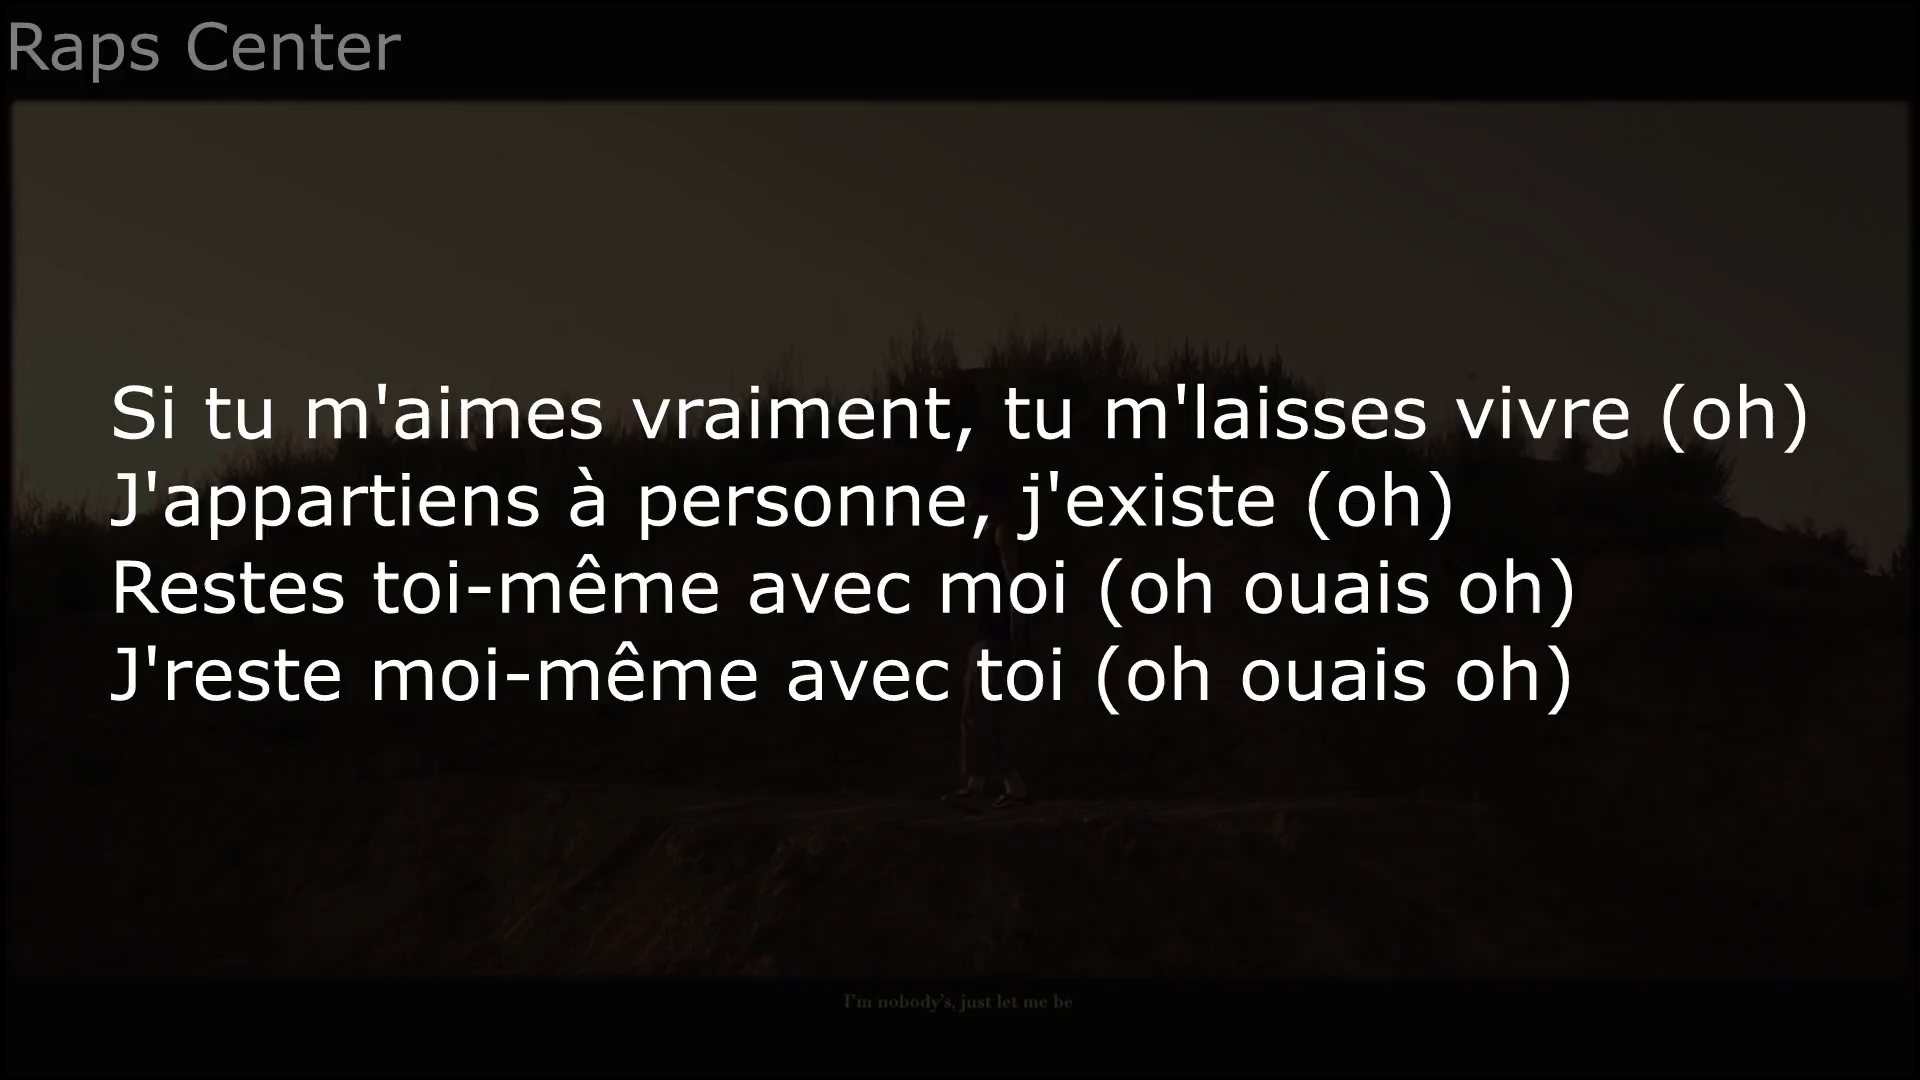 Raps Center
Si tu m'aimes vraiment, tu m'laisses vivre (oh)
J'appartiens à personne, j'existe (oh)
Restes toi-même avec moi (oh ouais oh)
J'reste moi-même avec toi (oh ouais oh)
I'm nobody's, just let me be